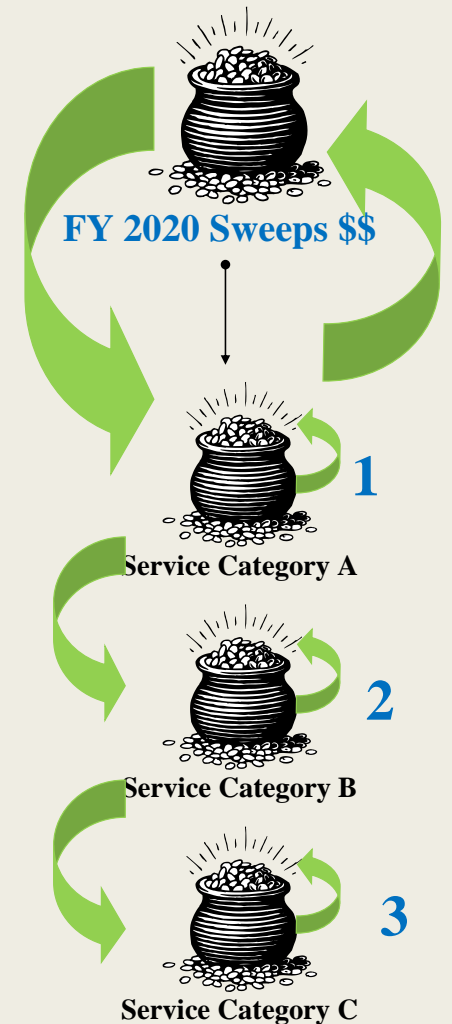 FY 2020 Sweeps $$
1
Service Category A
2
Service Category B
3
Service Category C